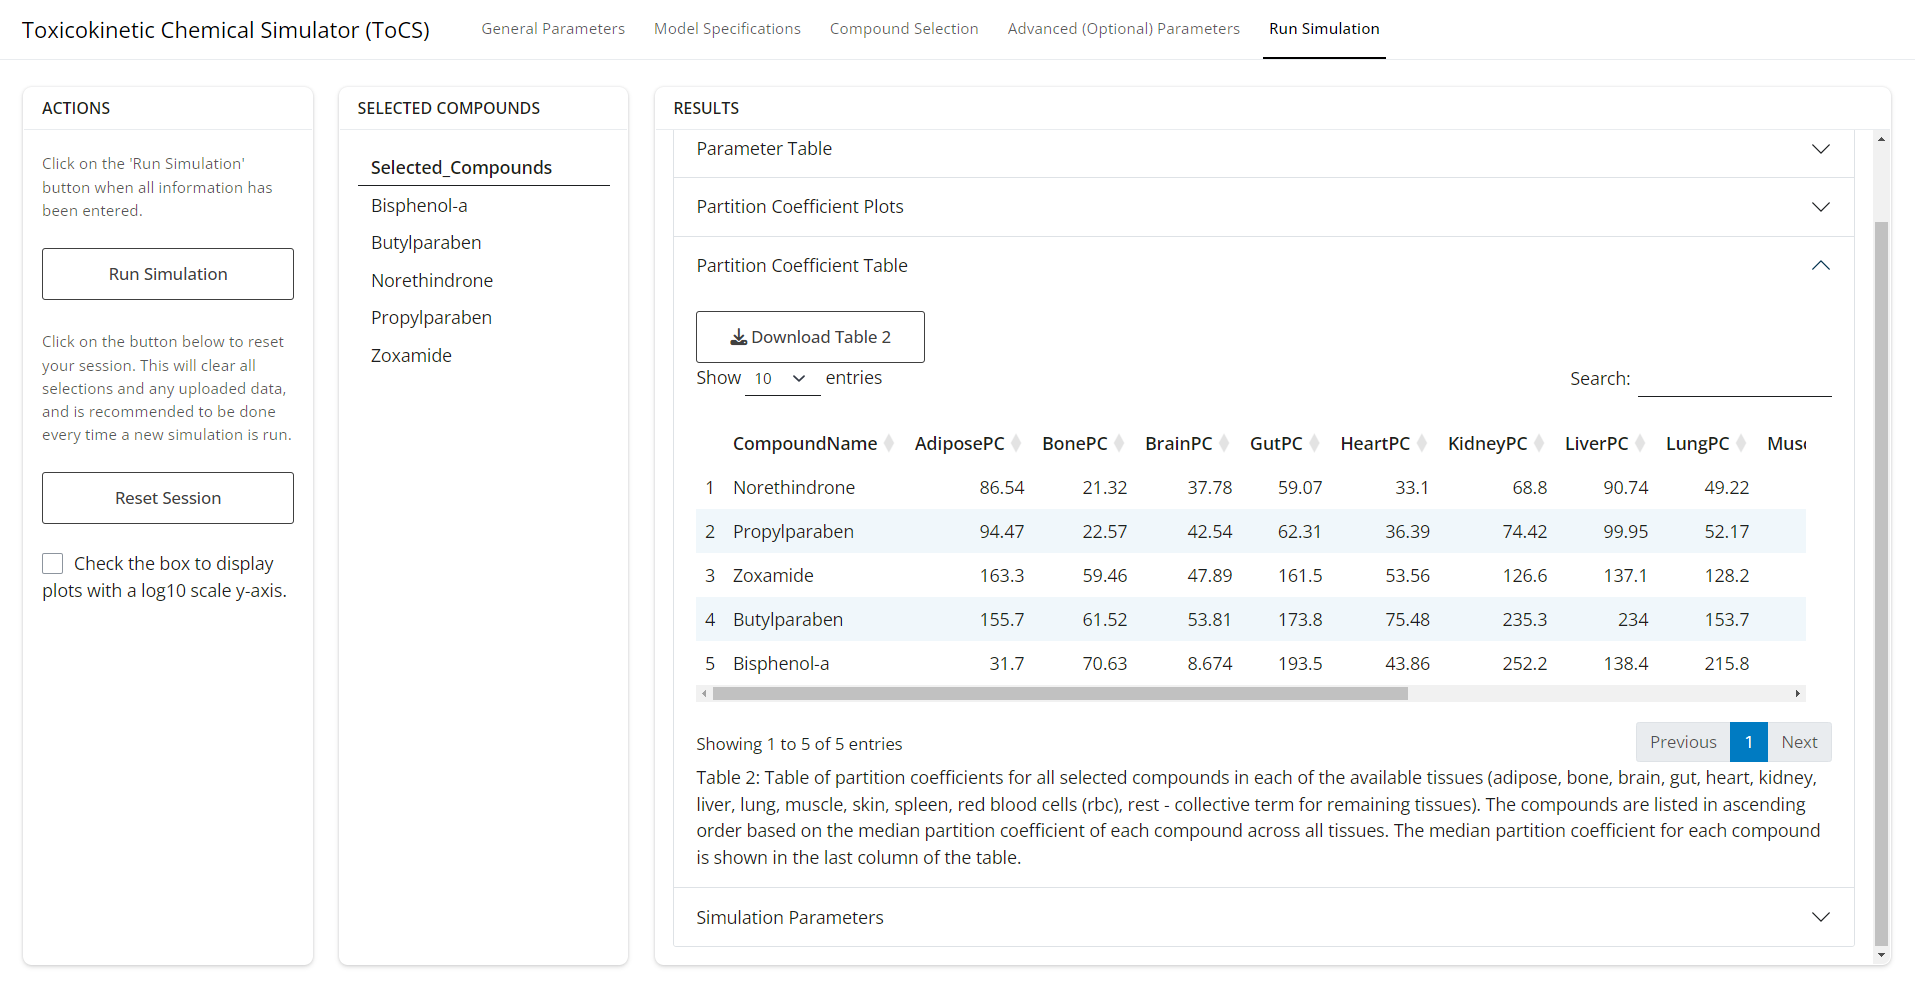 Toxicokinetic Chemical Simulator (ToCS)
General Parameters
Model Specifications
Compound Selection
Advanced (Optional) Parameters
Run Simulation
ACTIONS
Click on the 'Run Simulation'
button when all information has
been entered.
Run Simulation
Click on the button below to reset
your session. This will clear all
selections and any uploaded data,
and is recommended to be done
every time a new simulation is run.
Reset Session
Check the box to display
plots with a log10 scale y-axis.
SELECTED COMPOUNDS
Selected_Compounds
Bisphenol-a
Butylparaben
Norethindrone
Propylparaben
Zoxamide
RESULTS
Parameter Table
Partition Coefficient Plots
Partition Coefficient Table
Download Table 2
Show 10 entries
Search:
CompoundName AdiposePC BonePC BrainPC GutPC HeartPC KidneyPC LiverPC LungPC Musc
1 Norethindrone 86.54 21.32 37.78 59.07 33.1 68.8 90.74 49.22
2 Propylparaben 94.47 22.57 42.54 62.31 36.39 74.42 99.95 52.17
3 Zoxamide 163.3 59.46 47.89 161.5 53.56 126.6 137.1 128.2
4 Butylparaben 155.7 61.52 53.81 173.8 75.48 235.3 234 153.7
5 Bisphenol-a 31.7 70.63 8.674 193.5 43.86 252.2 138.4 215.8
Showing 1 to 5 of 5 entries
Previous 1 Next
Table 2: Table of partition coefficients for all selected compounds in each of the available tissues (adipose, bone, brain, gut, heart, kidney,
liver, lung, muscle, skin, spleen, red blood cells (rbc), rest - collective term for remaining tissues). The compounds are listed in ascending
order based on the median partition coefficient of each compound across all tissues. The median partition coefficient for each compound
is shown in the last column of the table.
Simulation Parameters